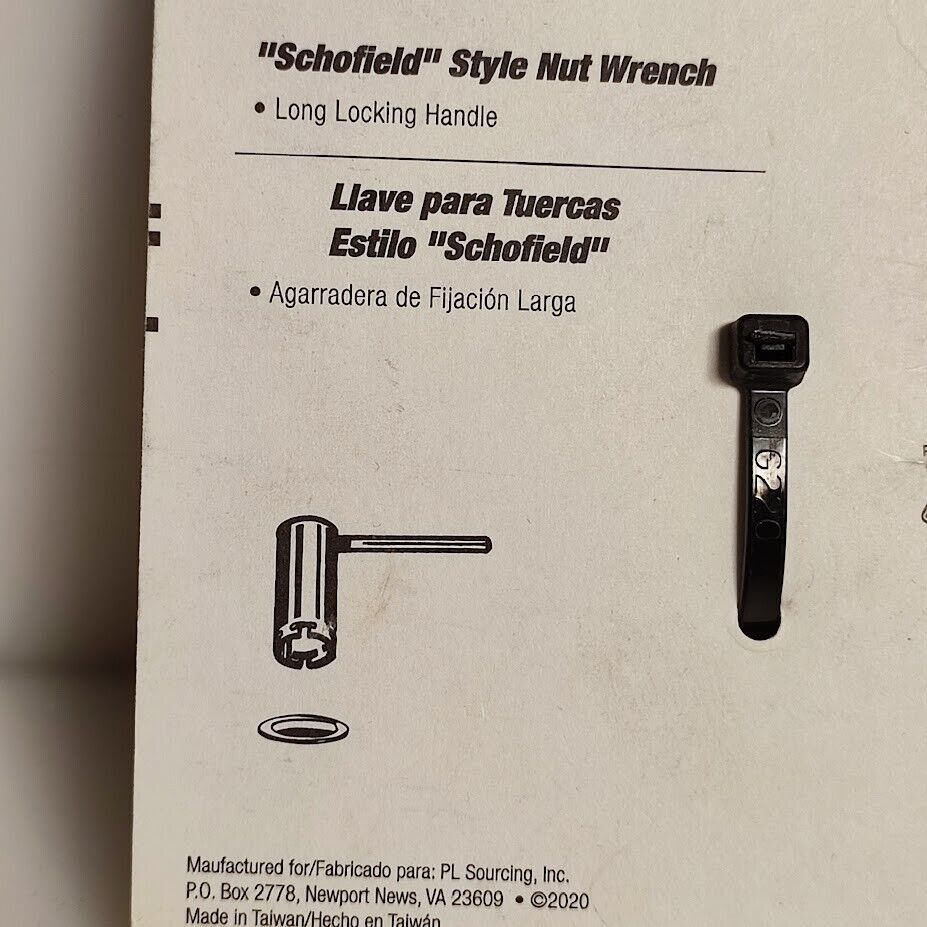 "Schofield" Style Nut Wrench
• Long Locking Handle
Llave para Tuercas
Estilo "Schofield"
• Agarradera de Fijación Larga
Maufactured for/Fabricado para: PL Sourcing, Inc.
P.O. Box 2778, Newport News, VA 23609 • ©2020
Made in Taiwan/Hecho en Taiwán